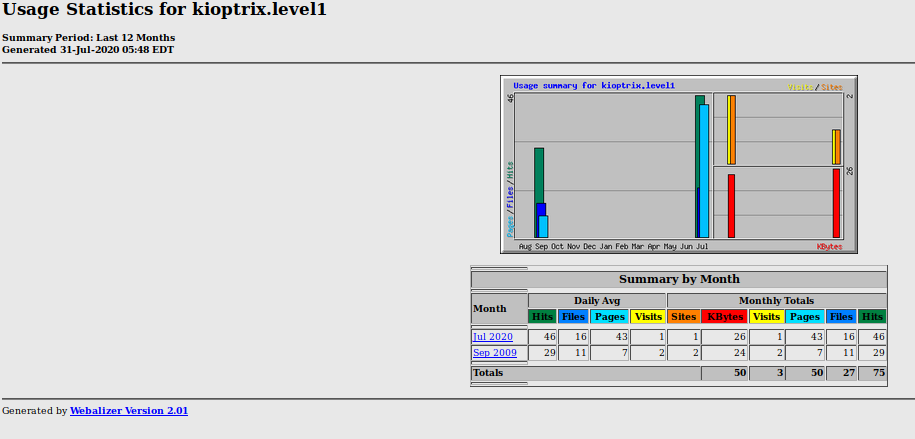 Usage Statistics for kioptrix.level1
Summary Period: Last 12 Months
Generated 31-Jul-2020 05:48 EDT
Usage summary for kioptrix.level1
Visits/Sites
46
2
Pages/Files/Hits
26
Aug Sep Oct Nov Dec Jan Feb Mar Apr May Jun Jul
KBytes
Summary by Month
Month Daily Avg Monthly Totals
Hits Files Pages Visits Sites KBytes Visits Pages Files Hits
Jul 2020 46 16 43 1 1 26 1 43 16 46
Sep 2009 29 11 7 2 2 24 2 7 11 29
Totals 50 3 50 27 75
Generated by Webalizer Version 2.01